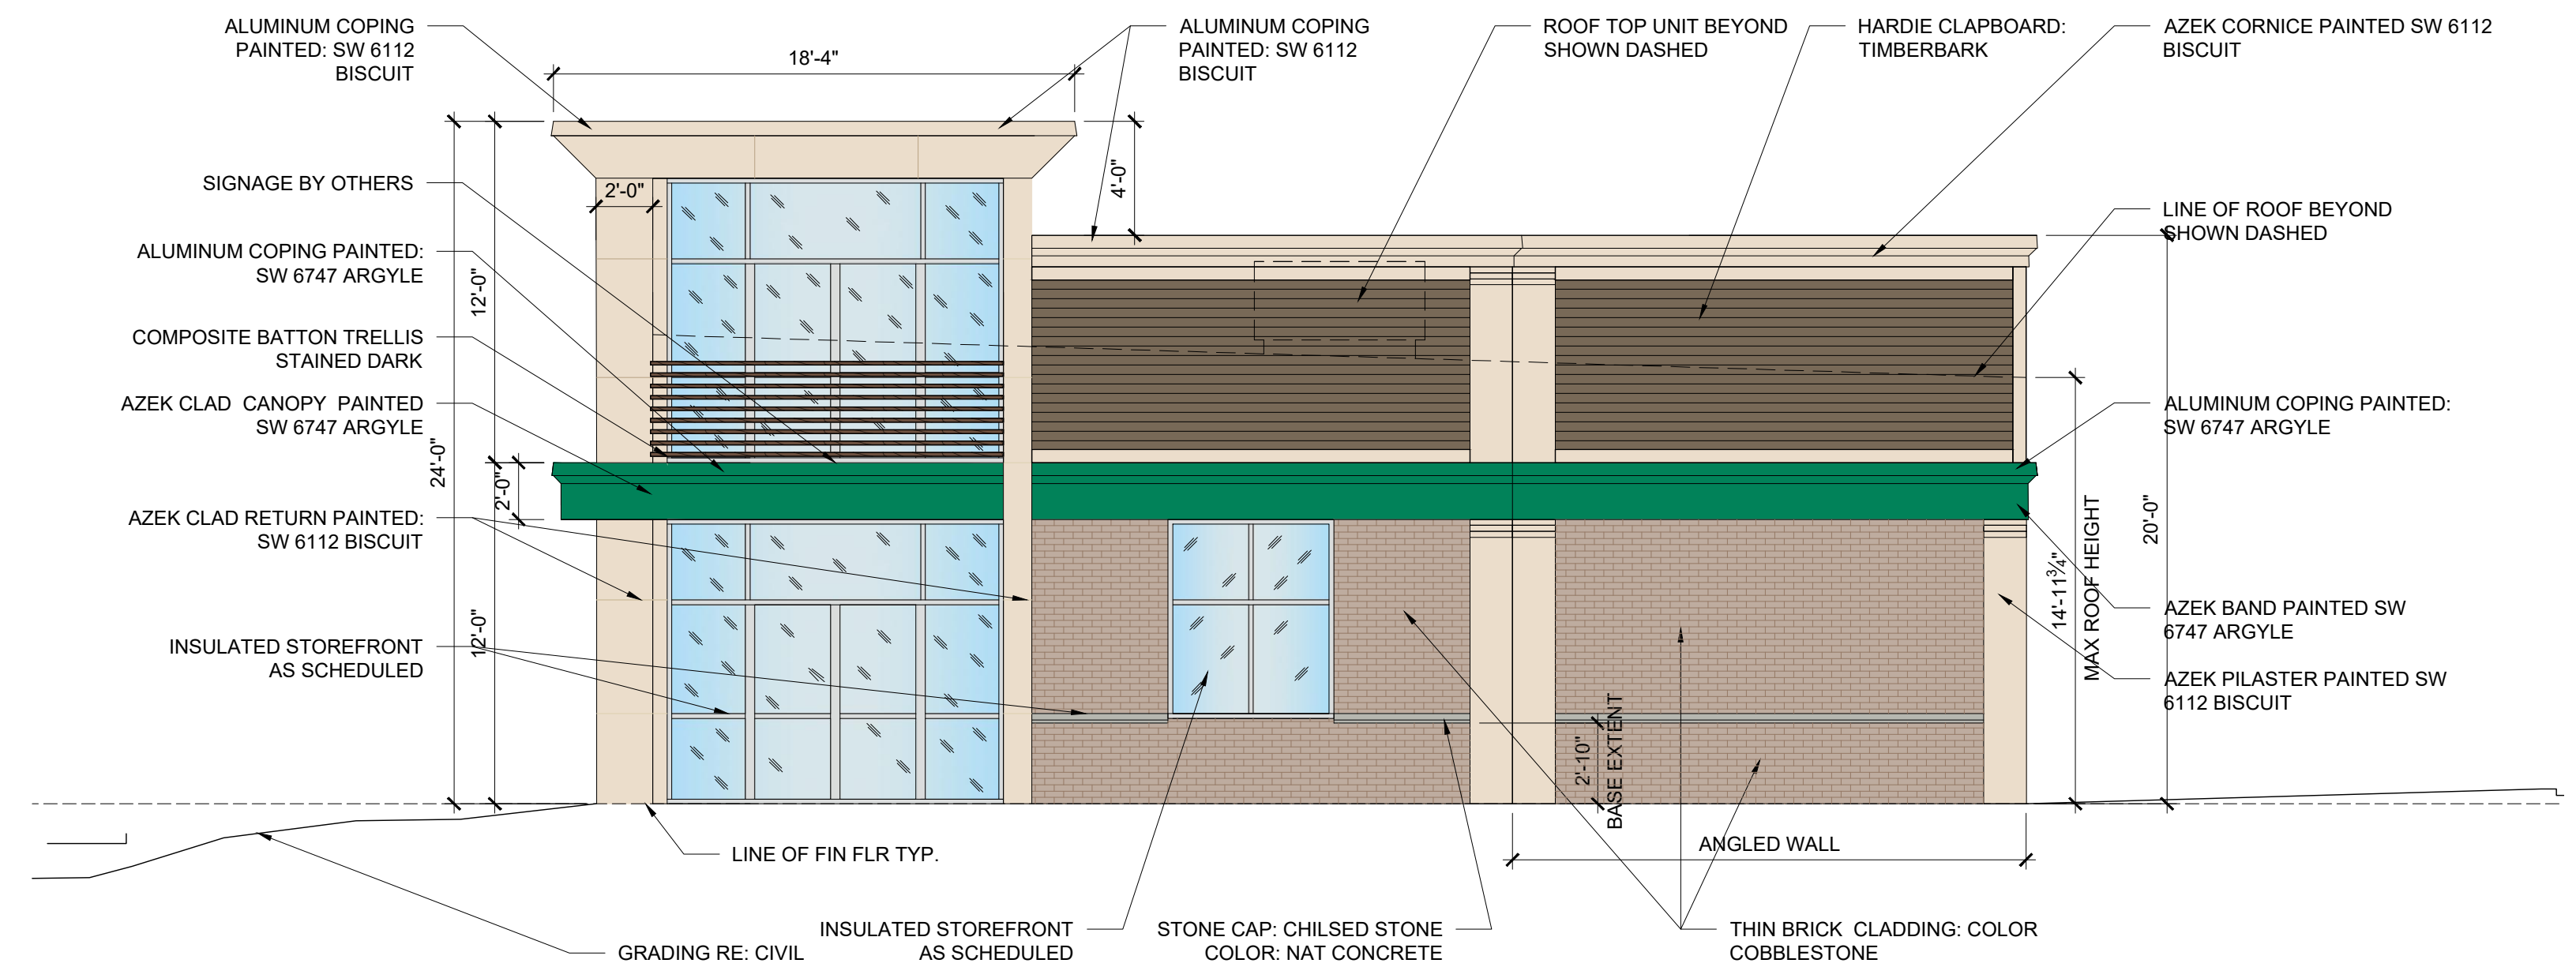 ALUMINUM COPING
PAINTED: SW 6112
BISCUIT
18'-4"
ALUMINUM COPING
PAINTED: SW 6112
BISCUIT
ROOF TOP UNIT BEYOND
SHOWN DASHED
HARDIE CLAPBOARD:
TIMBERBARK
AZEK CORNICE PAINTED SW 6112
BISCUIT
SIGNAGE BY OTHERS
2'-0"
4'-0"
LINE OF ROOF BEYOND
SHOWN DASHED
ALUMINUM COPING PAINTED:
SW 6747 ARGYLE
12'-0"
COMPOSITE BATTON TRELLIS
STAINED DARK
AZEK CLAD CANOPY PAINTED
SW 6747 ARGYLE
24'-0"
2'-0"
ALUMINUM COPING PAINTED:
SW 6747 ARGYLE
AZEK CLAD RETURN PAINTED:
SW 6112 BISCUIT
14'-11¾"
MAX ROOF HEIGHT
20'-0"
12'-0"
INSULATED STOREFRONT
AS SCHEDULED
AZEK BAND PAINTED SW
6747 ARGYLE
AZEK PILASTER PAINTED SW
6112 BISCUIT
2'-10"
BASE EXTENT
ANGLED WALL
LINE OF FIN FLR TYP.
GRADING RE: CIVIL
INSULATED STOREFRONT
AS SCHEDULED
STONE CAP: CHILSED STONE
COLOR: NAT CONCRETE
THIN BRICK CLADDING: COLOR
COBBLESTONE